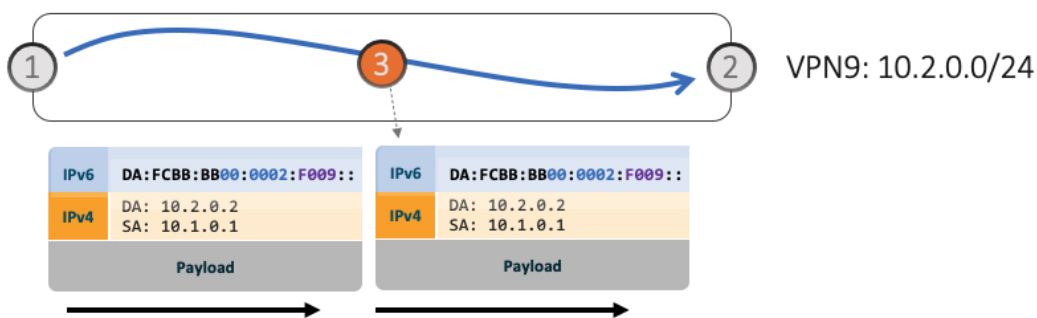 1
3
2
VPN9: 10.2.0.0/24
IPv6
DA:FCBB:BB00:0002:F009::
IPv4
DA: 10.2.0.2
SA: 10.1.0.1
Payload
IPv6
DA:FCBB:BB00:0002:F009::
IPv4
DA: 10.2.0.2
SA: 10.1.0.1
Payload